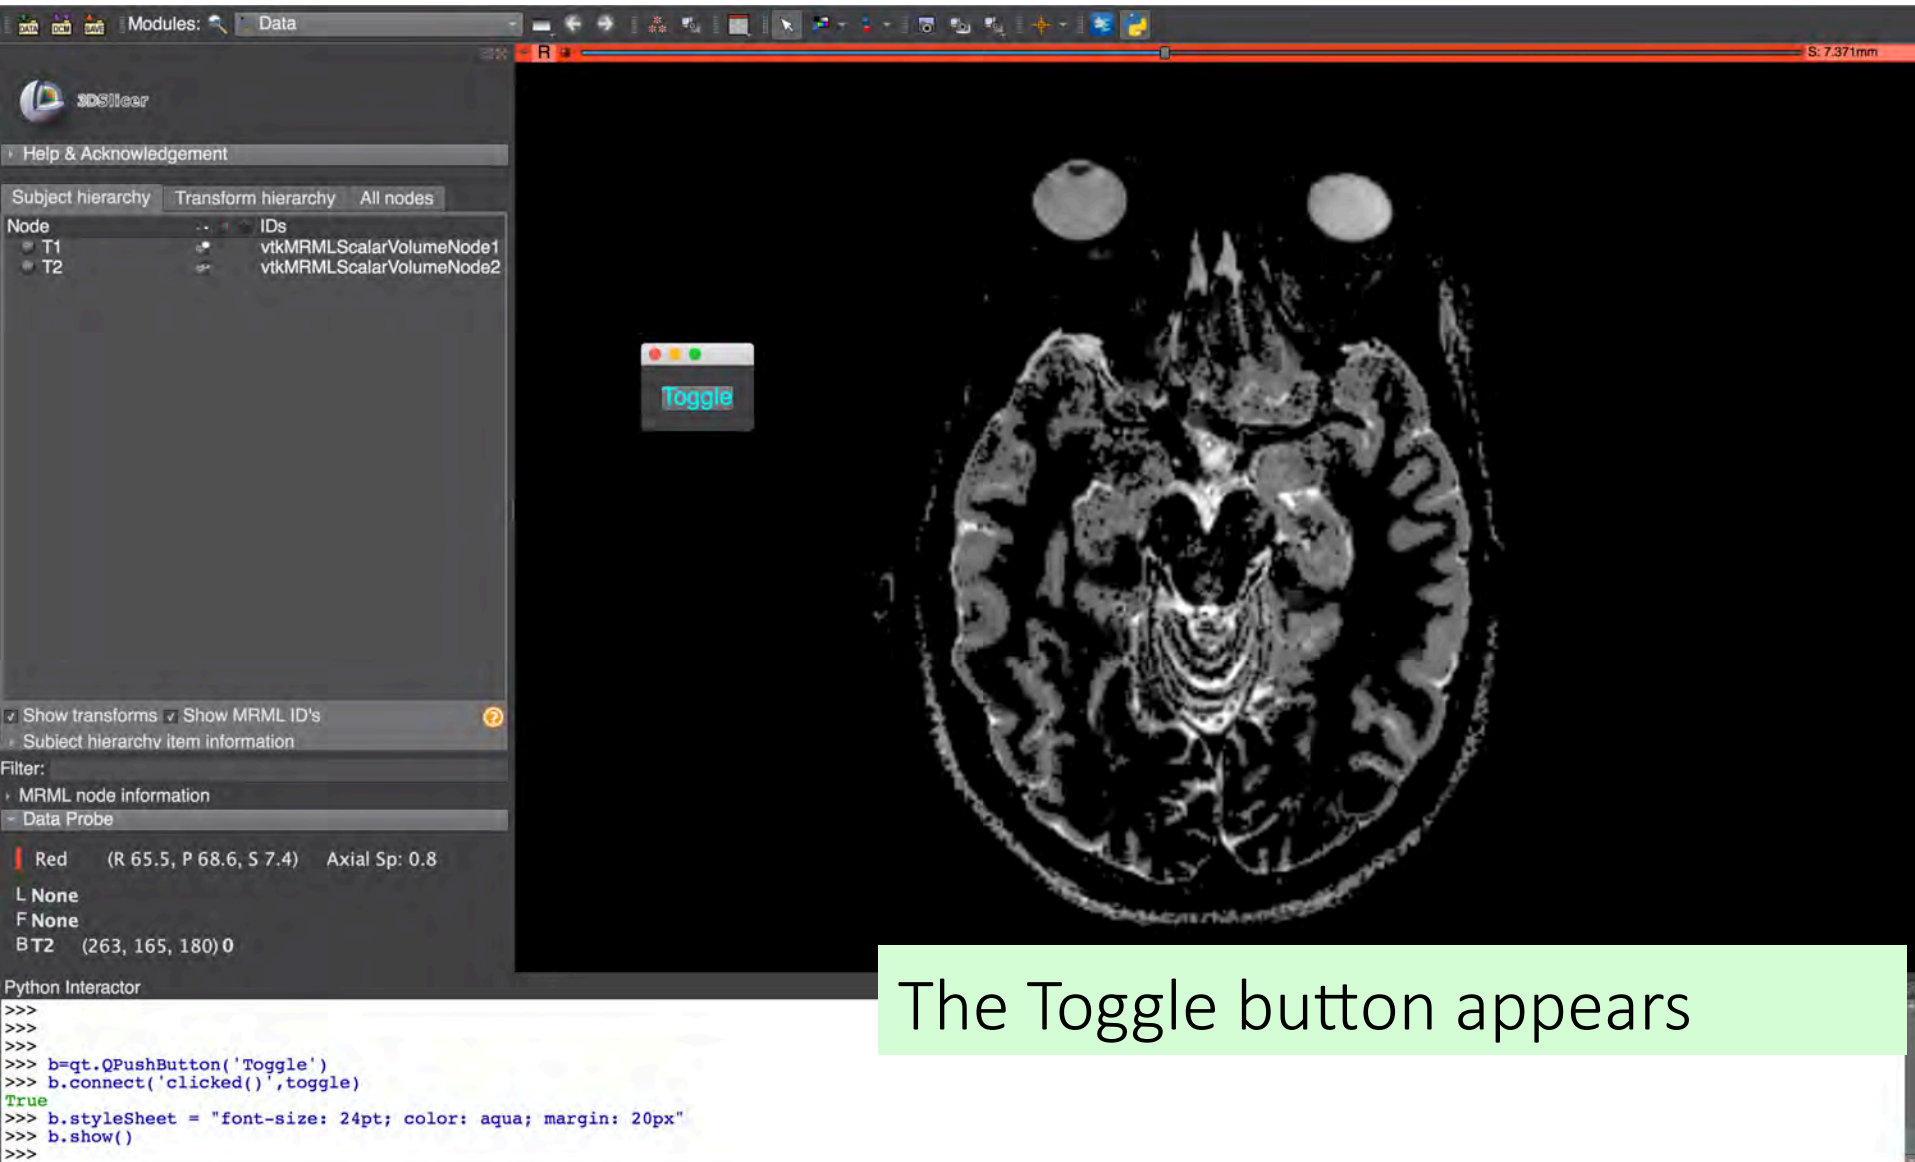 DATA DCM SAVE Modules: Data
R S: 7.371mm
3DSlicer
Help & Acknowledgement
Subject hierarchy Transform hierarchy All nodes
Node IDs
T1 vtkMRMLScalarVolumeNode1
T2 vtkMRMLScalarVolumeNode2
Toggle
Show transforms Show MRML ID's
Subject hierarchy item information
Filter:
MRML node information
Data Probe
Red (R 65.5, P 68.6, S 7.4) Axial Sp: 0.8
L None
F None
B T2 (263, 165, 180) 0
Python Interactor
The Toggle button appears
>>>
>>>
>>>
>>> b=qt.QPushButton('Toggle')
>>> b.connect('clicked()',toggle)
True
>>> b.styleSheet = "font-size: 24pt; color: aqua; margin: 20px"
>>> b.show()
>>>